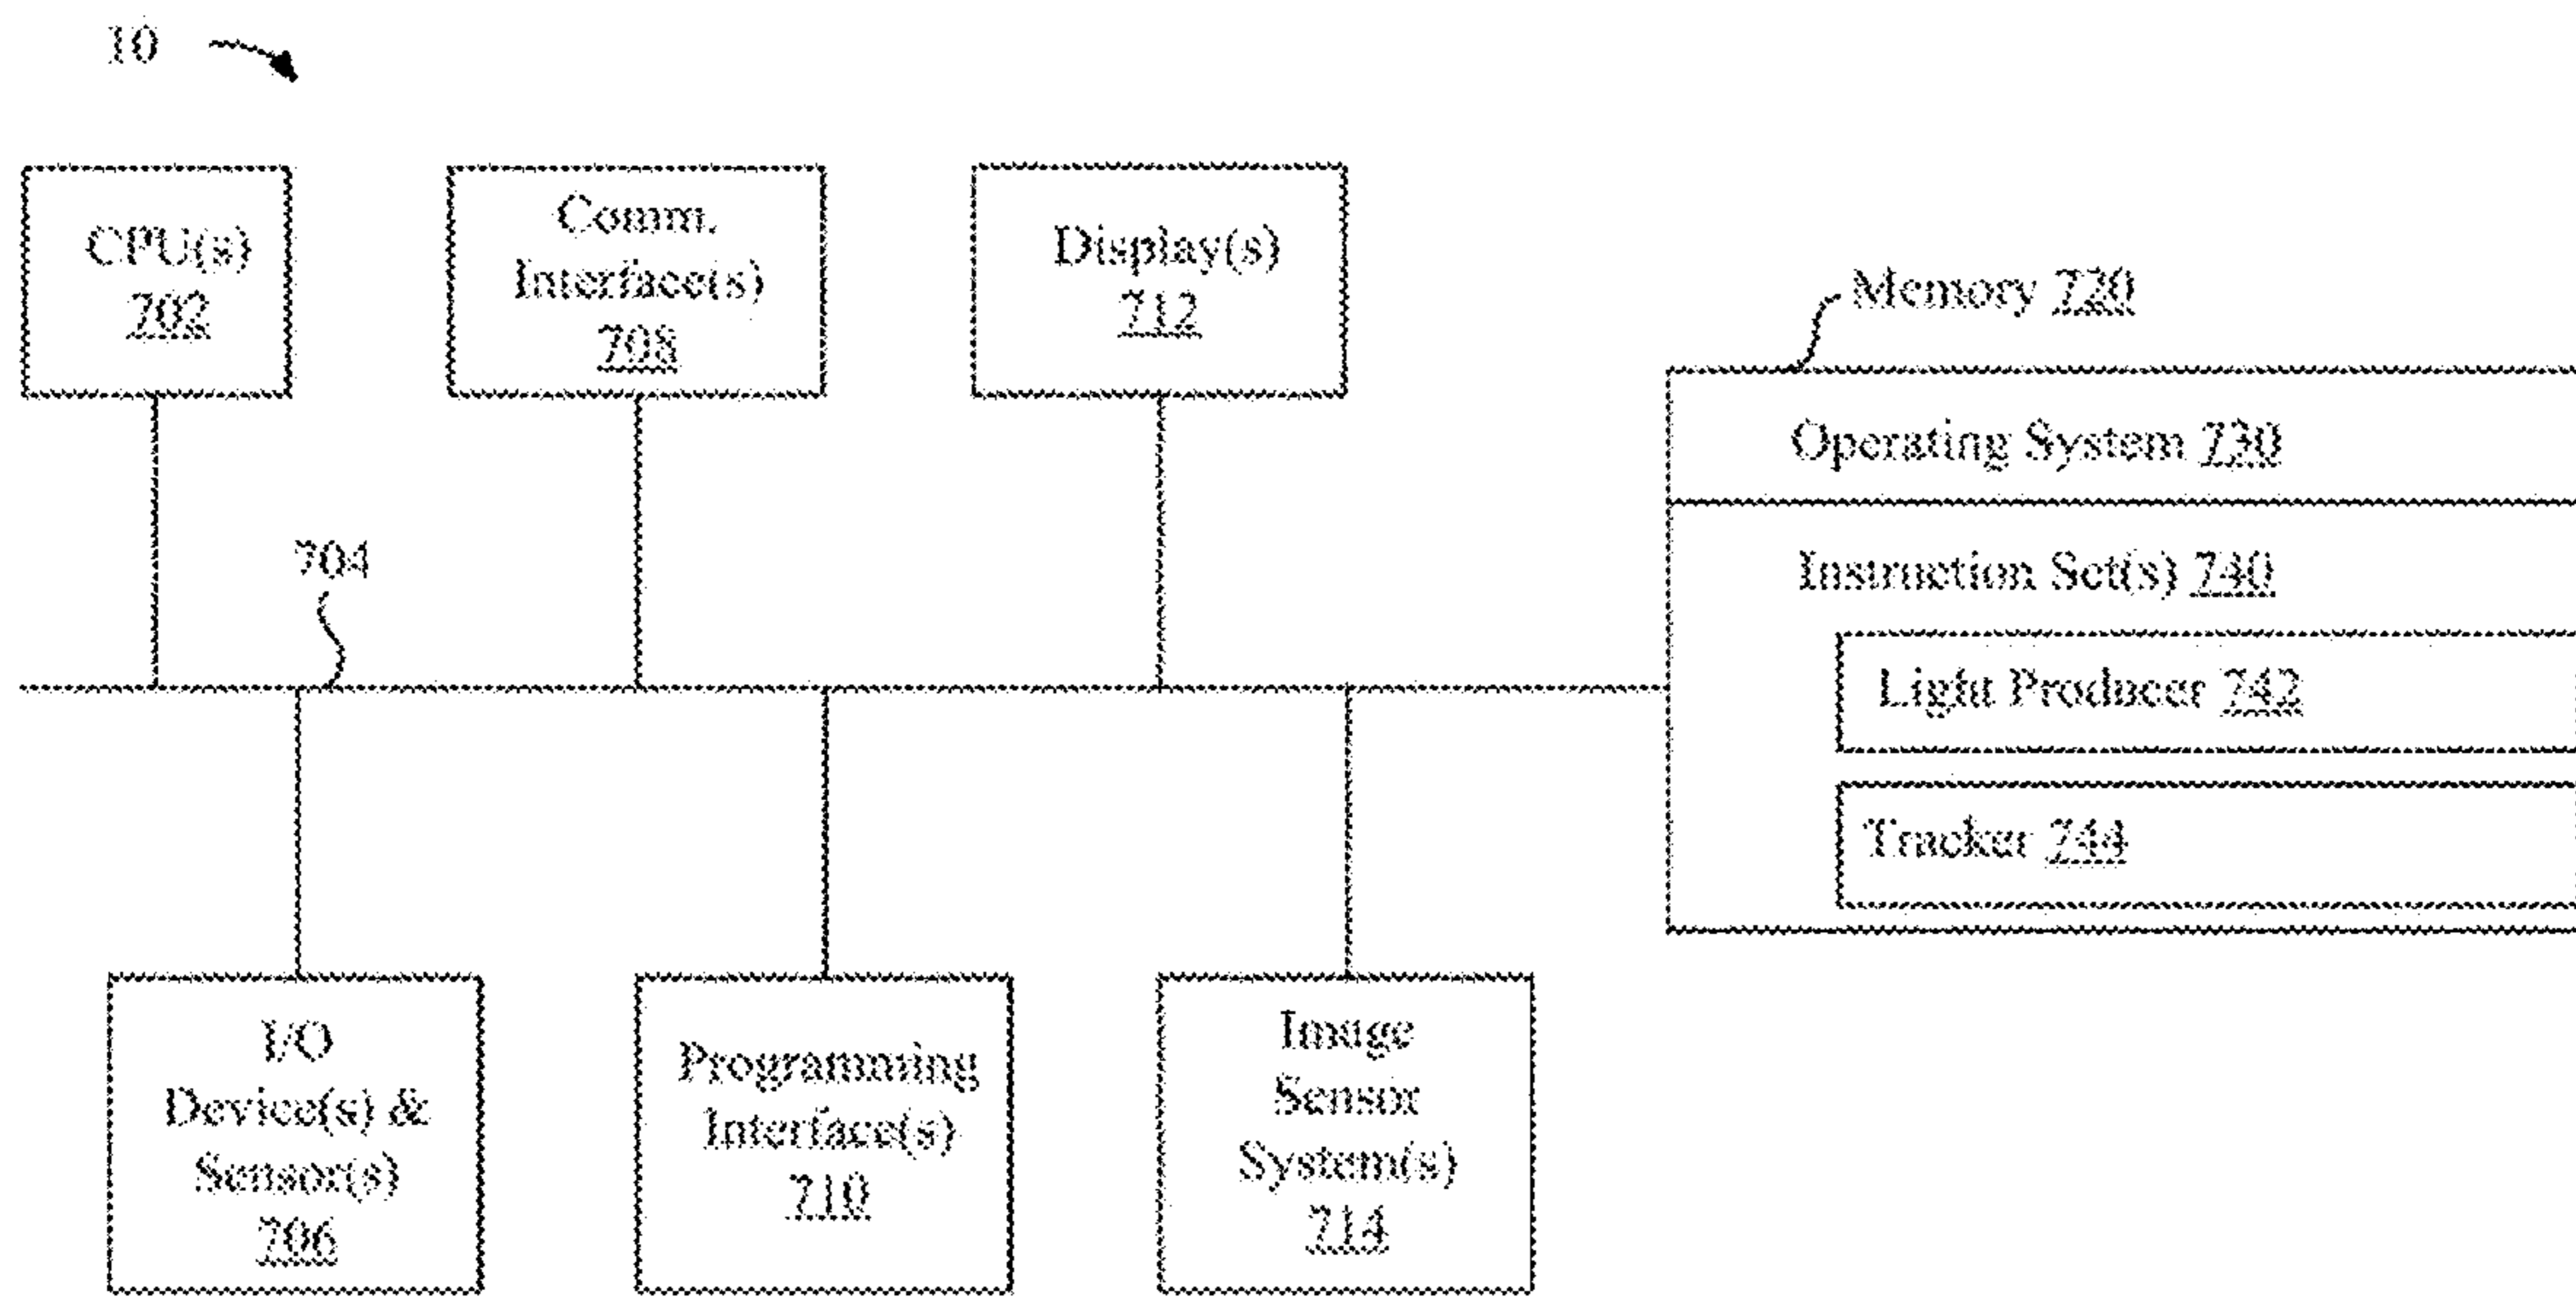 10
CPU(s)
702
Comm.
Interface(s)
708
Display(s)
712
Memory 720
Operating System 730
Instruction Set(s) 740
Light Producer 742
Tracker 744
704
I/O
Device(s) &
Sensor(s)
706
Programming
Interface(s)
710
Image
Sensor
System(s)
714